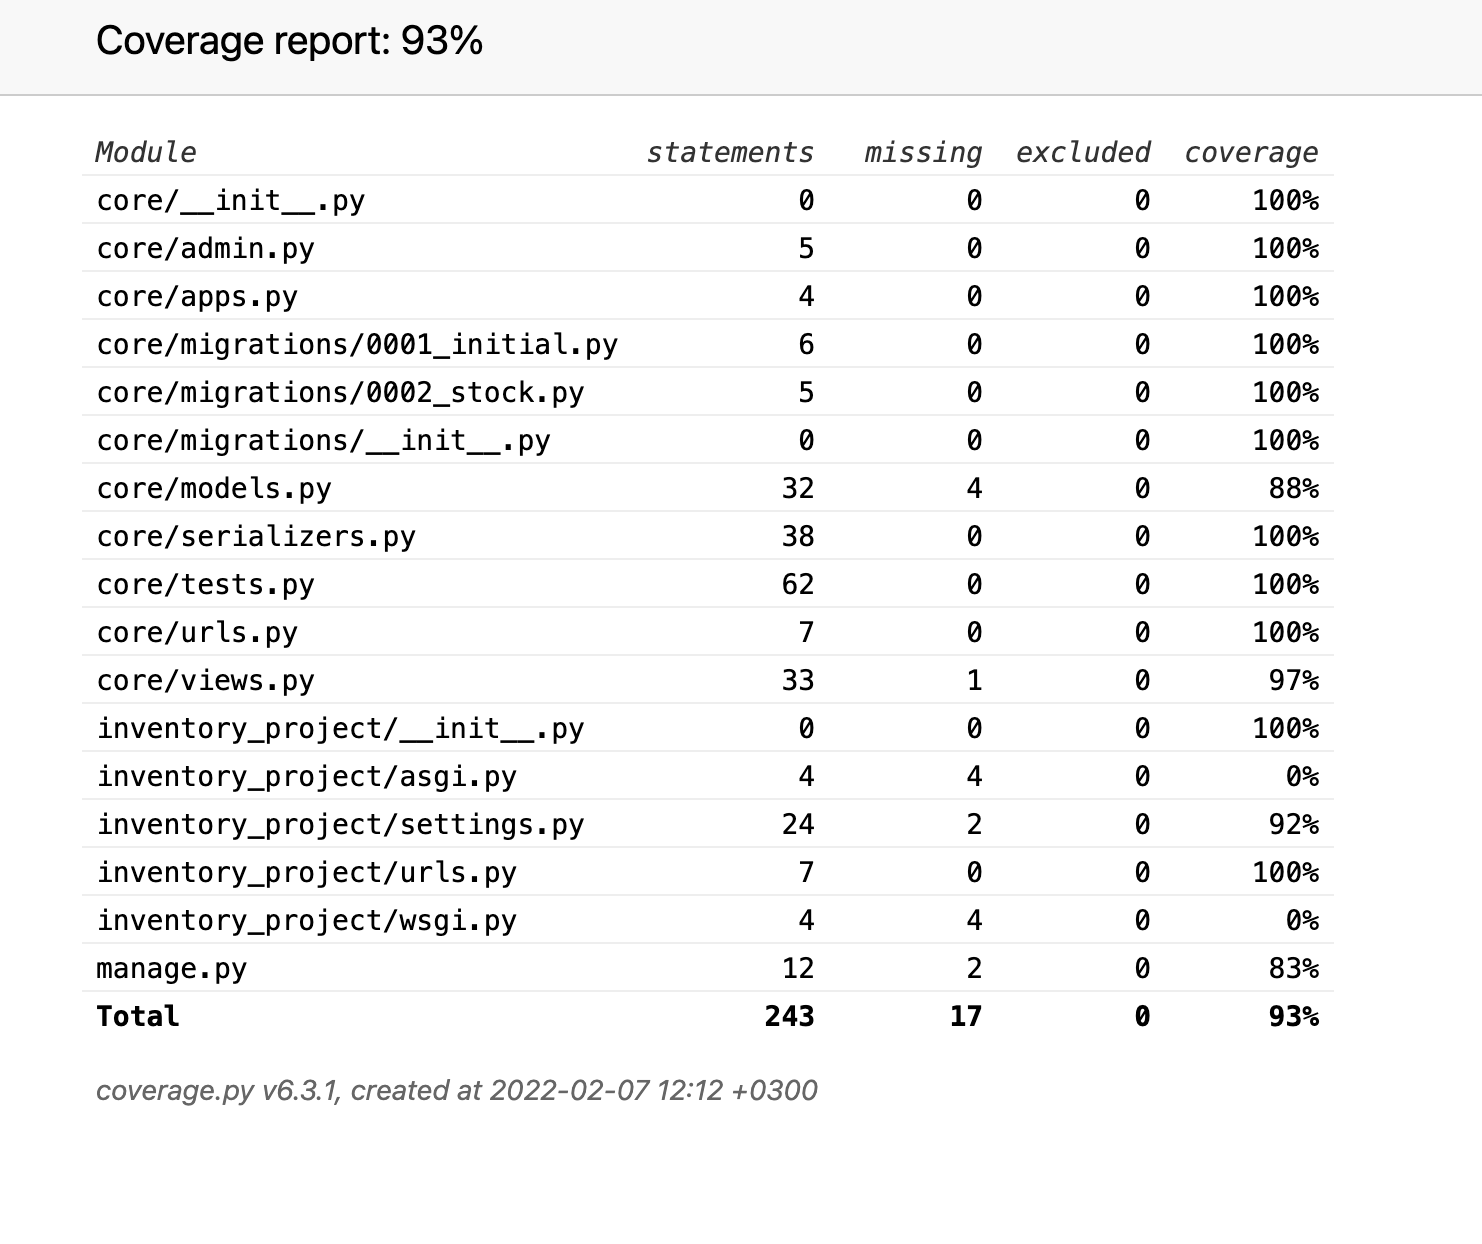 Coverage report: 93%
Module statements missing excluded coverage
core/__init__.py 0 0 0 100%
core/admin.py 5 0 0 100%
core/apps.py 4 0 0 100%
core/migrations/0001_initial.py 6 0 0 100%
core/migrations/0002_stock.py 5 0 0 100%
core/migrations/__init__.py 0 0 0 100%
core/models.py 32 4 0 88%
core/serializers.py 38 0 0 100%
core/tests.py 62 0 0 100%
core/urls.py 7 0 0 100%
core/views.py 33 1 0 97%
inventory_project/__init__.py 0 0 0 100%
inventory_project/asgi.py 4 4 0 0%
inventory_project/settings.py 24 2 0 92%
inventory_project/urls.py 7 0 0 100%
inventory_project/wsgi.py 4 4 0 0%
manage.py 12 2 0 83%
Total 243 17 0 93%
coverage.py v6.3.1, created at 2022-02-07 12:12 +0300